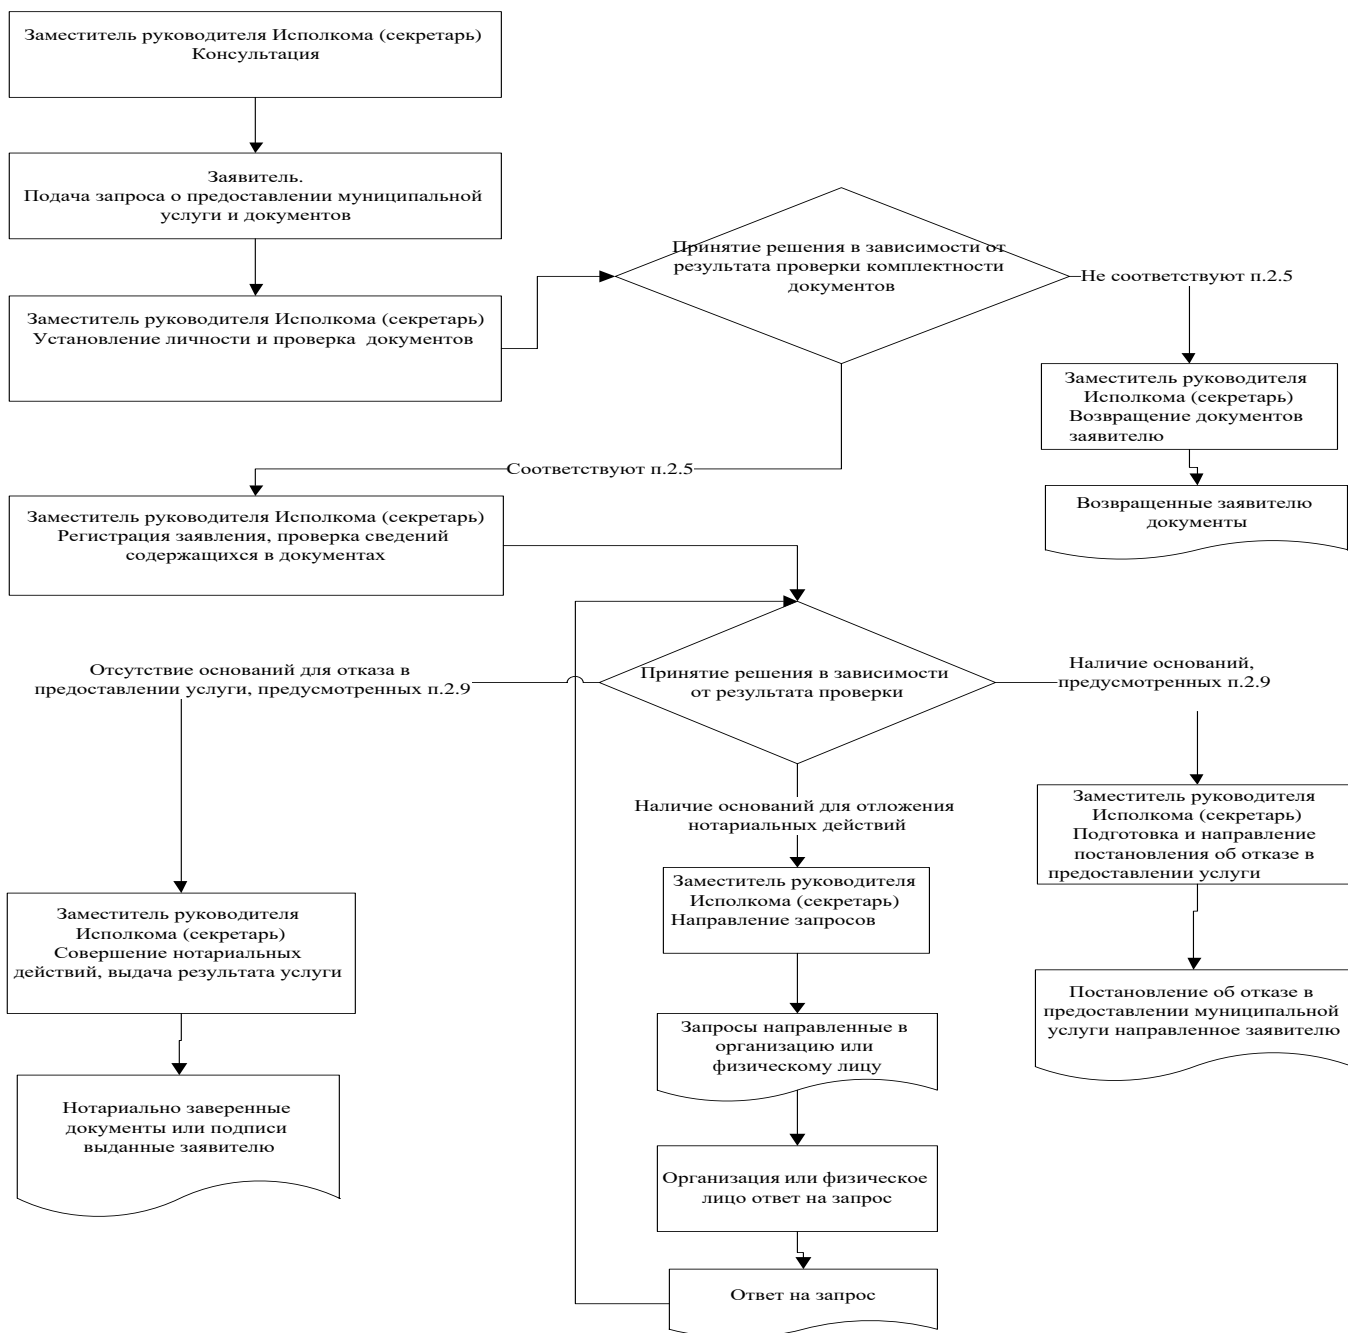 Заместитель руководителя Исполкома (секретарь)
Консультация
Заявитель.
Подача запроса о предоставлении муниципальной
услуги и документов
Заместитель руководителя Исполкома (секретарь)
Установление личности и проверка документов
Принятие решения в зависимости от
результата проверки комплектности
документов
Не соответствуют п.2.5
Заместитель руководителя
Исполкома (секретарь)
Возвращение документов
заявителю
Возвращенные заявителю
документы
Соответствуют п.2.5
Заместитель руководителя Исполкома (секретарь)
Регистрация заявления, проверка сведений
содержащихся в документах
Принятие решения в зависимости
от результата проверки
Отсутствие оснований для отказа в
предоставлении услуги, предусмотренных п.2.9
Наличие оснований,
предусмотренных п.2.9
Наличие оснований для отложения
нотариальных действий
Заместитель руководителя
Исполкома (секретарь)
Совершение нотариальных
действий, выдача результата услуги
Нотариально заверенные
документы или подписи
выданные заявителю
Заместитель руководителя
Исполкома (секретарь)
Направление запросов
Запросы направленные в
организацию или
физическому лицу
Организация или физическое
лицо ответ на запрос
Ответ на запрос
Заместитель руководителя
Исполкома (секретарь)
Подготовка и направление
постановления об отказе в
предоставлении услуги
Постановление об отказе в
предоставлении муниципальной
услуги направленное заявителю